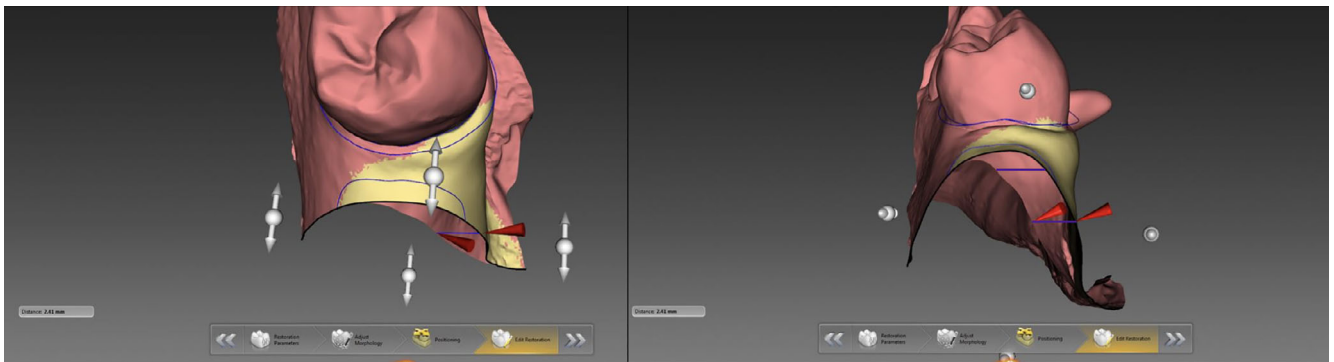 Distance: 2.41 mm
Restoration Parameters
Adjust Morphology
Positioning
Edit Restoration
Distance: 2.41 mm
Restoration Parameters
Adjust Morphology
Positioning
Edit Restoration